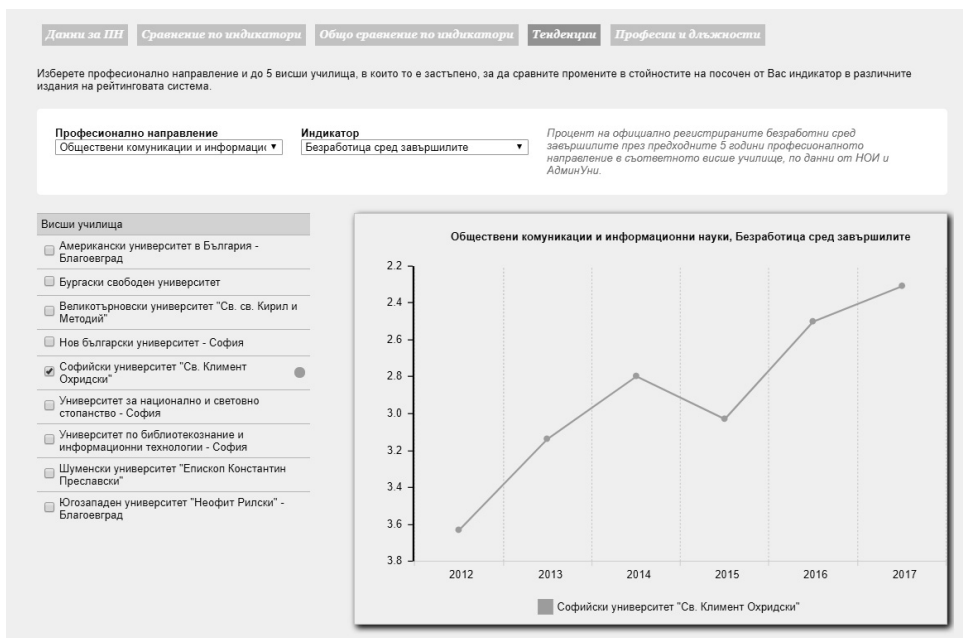 Данни за ПН Сравнение по индикатори Общо сравнение по индикатори Тенденции Професии и длъжности
Изберете професионално направление и до 5 висши училища, в които то е застъпено, за да сравните промените в стойностите на посочен от Вас индикатор в различните
издания на рейтинговата система.
Професионално направление
Обществени комуникации и информацис
Индикатор
Безработица сред завършилите
Процент на официално регистрираните безработни сред
завършилите през предходните 5 години професионалното
направление в съответното висше училище, по данни от НОИ и
АдминУни.
Висши училища
Американски университет в България -
Благоевград
Бургаски свободен университет
Великотърновски университет "Св. св. Кирил и
Методий"
Нов български университет - София
Софийски университет "Св. Климент
Охридски"
Университет за национално и световно
стопанство - София
Университет по библиотекознание и
информационни технологии - София
Шуменски университет "Епископ Константин
Преславски"
Югозападен университет "Неофит Рилски" -
Благоевград
Обществени комуникации и информационни науки, Безработица сред завършилите
2.2
2.4
2.6
2.8
3.0
3.2
3.4
3.6
3.8
2012 2013 2014 2015 2016 2017
Софийски университет "Св. Климент Охридски"